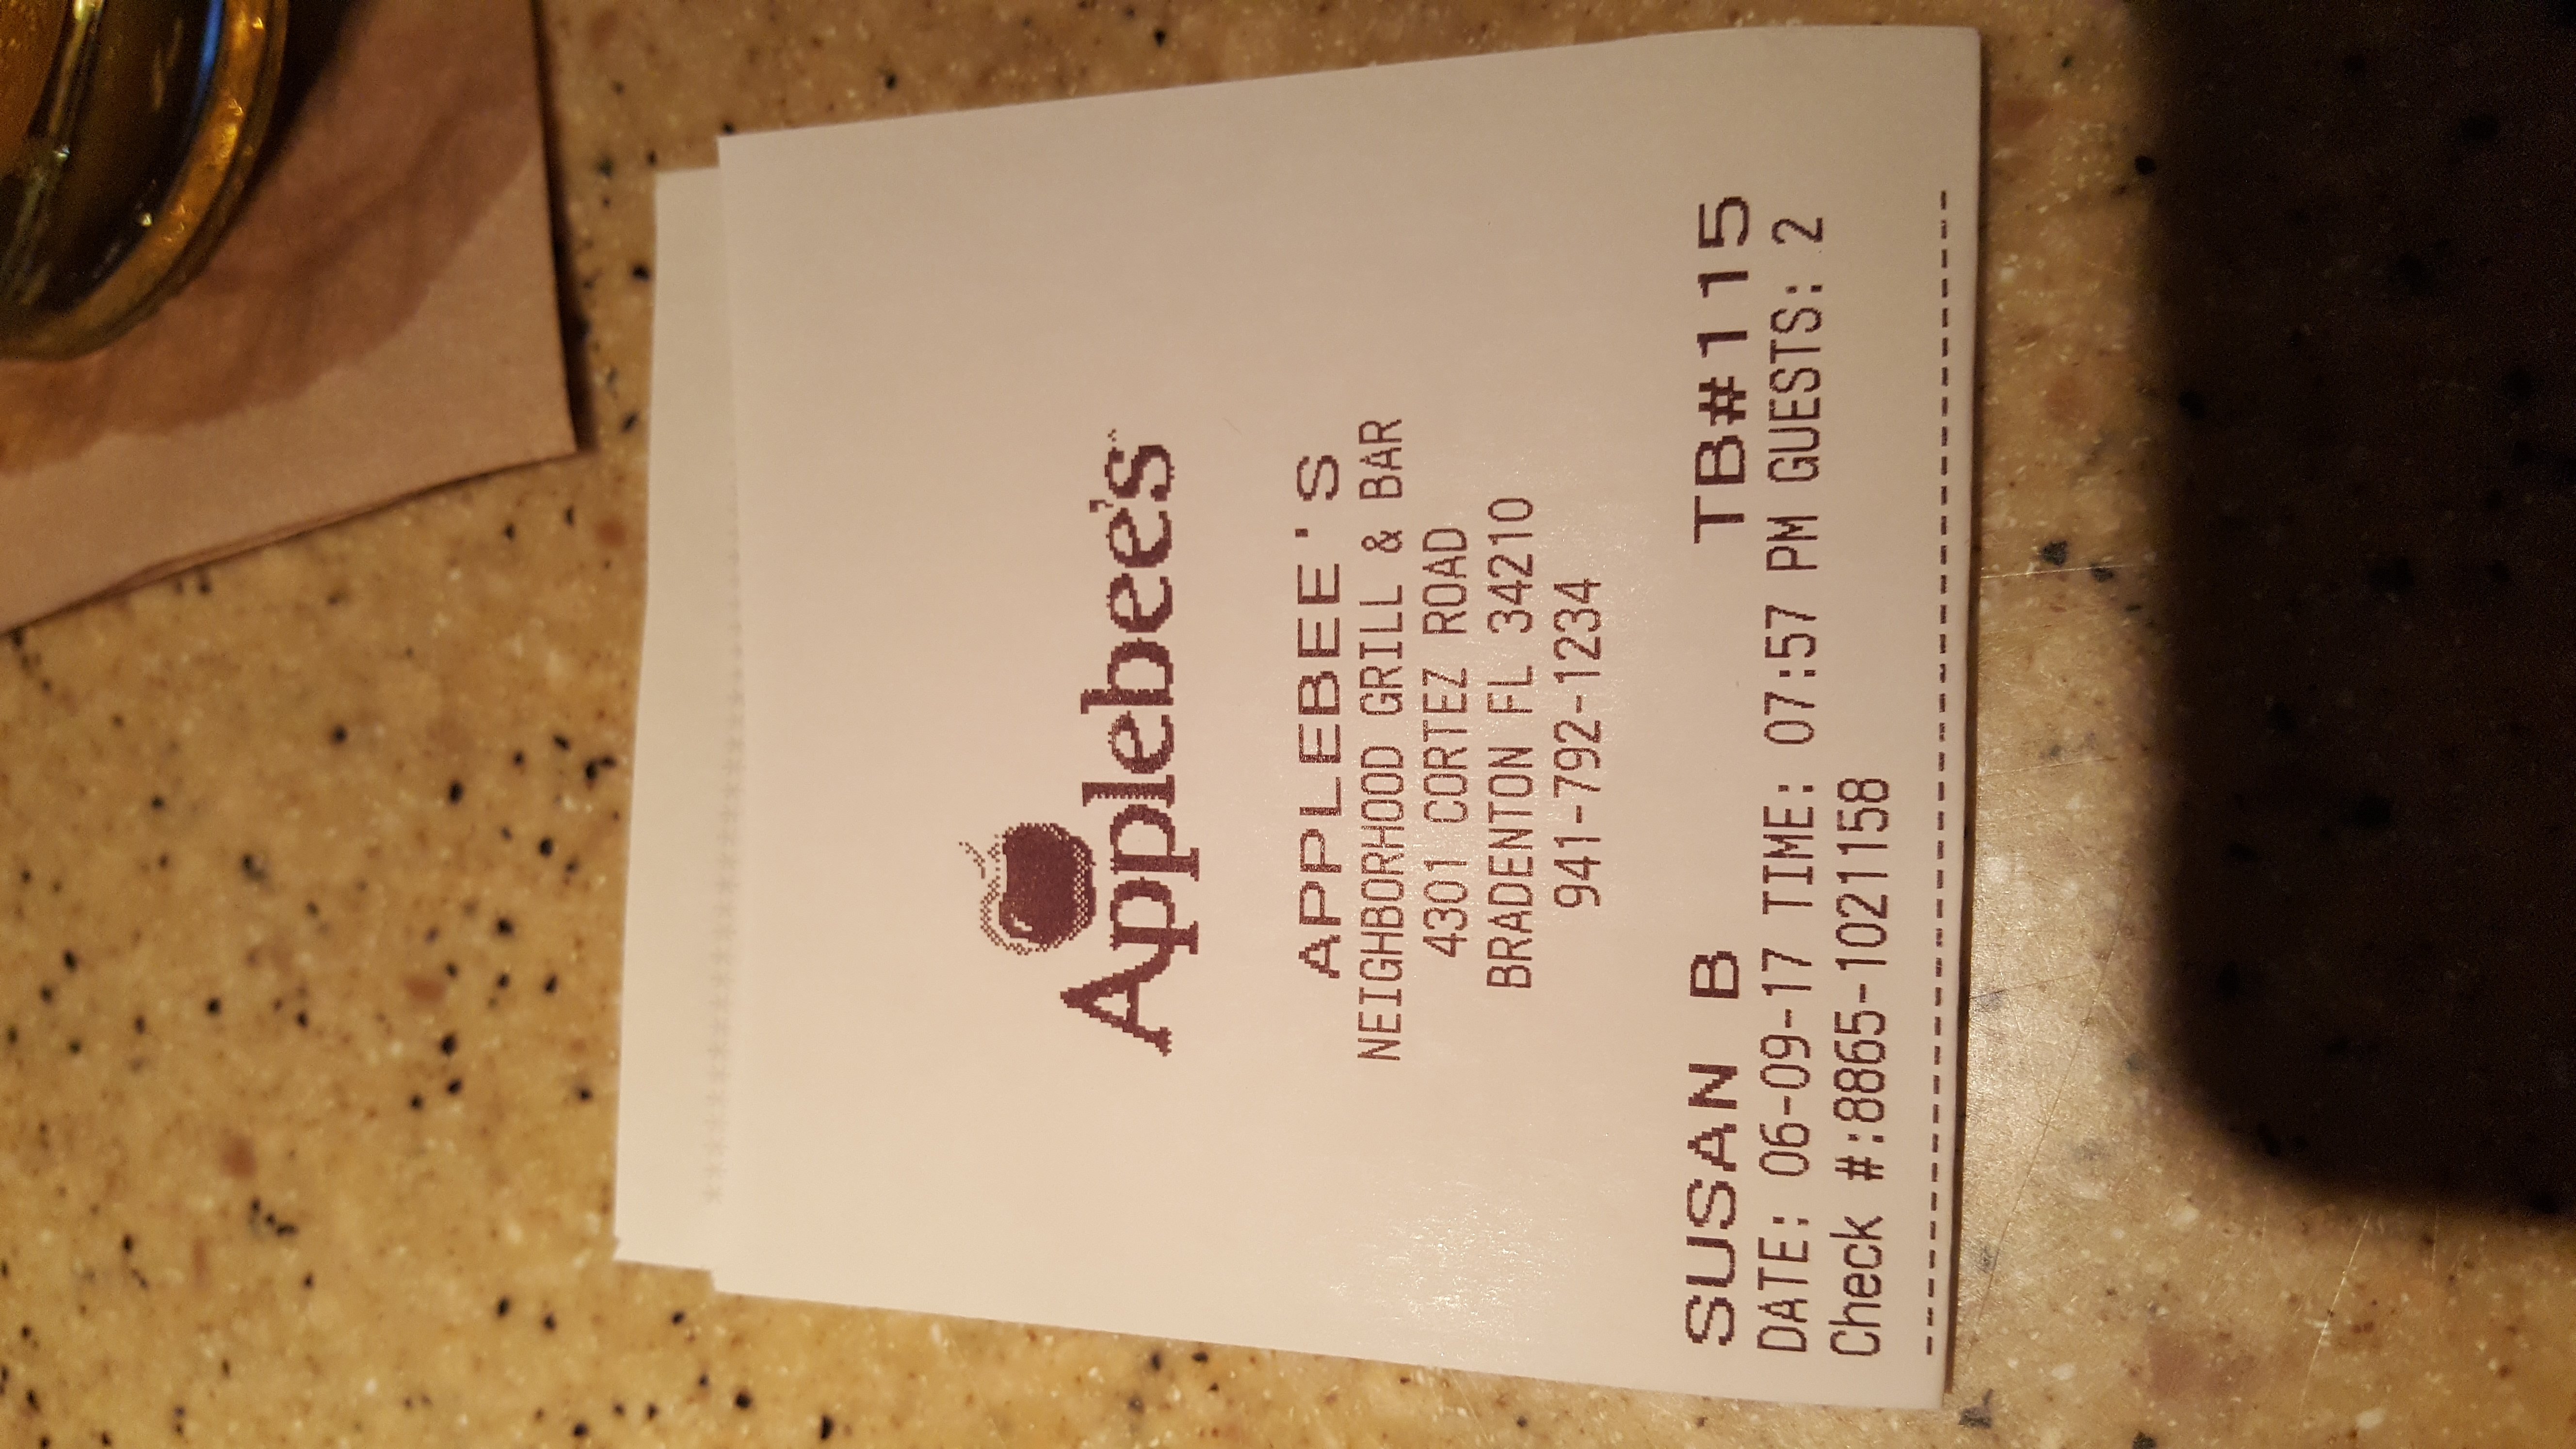 Applebee's
APPLEBEE'S
NEIGHBORHOOD GRILL & BAR
4301 CORTEZ ROAD
BRADENTON FL 34210
941-792-1234
SUSAN B TB#115
DATE: 06-09-17 TIME: 07:57 PM GUESTS: 2
Check #:8865-1021158